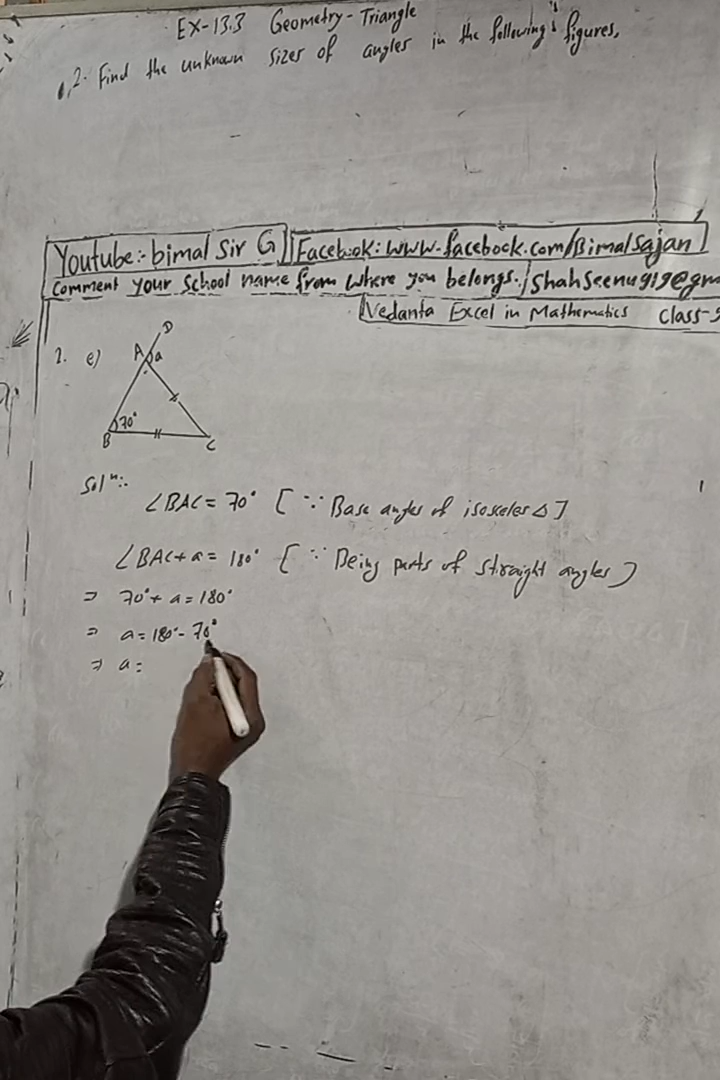 EX-13.3 Geometry-Triangle
2. Find the unknown sizes of angles in the following figures.
Youtube:- bimal Sir G
Facebook: www.facebook.com/Bimalsajan
Comment your School name from where you belongs.
Vedanta Excel in Mathematics class-
2. e)
D
A a
70°
B C
Solⁿ:-
∠BAC = 70° [∵ Base angles of isosceles Δ]
∠BAC + a = 180° [∵ Being parts of straight angles)
⇒ 70° + a = 180°
⇒ a = 180° - 70°
⇒ a =